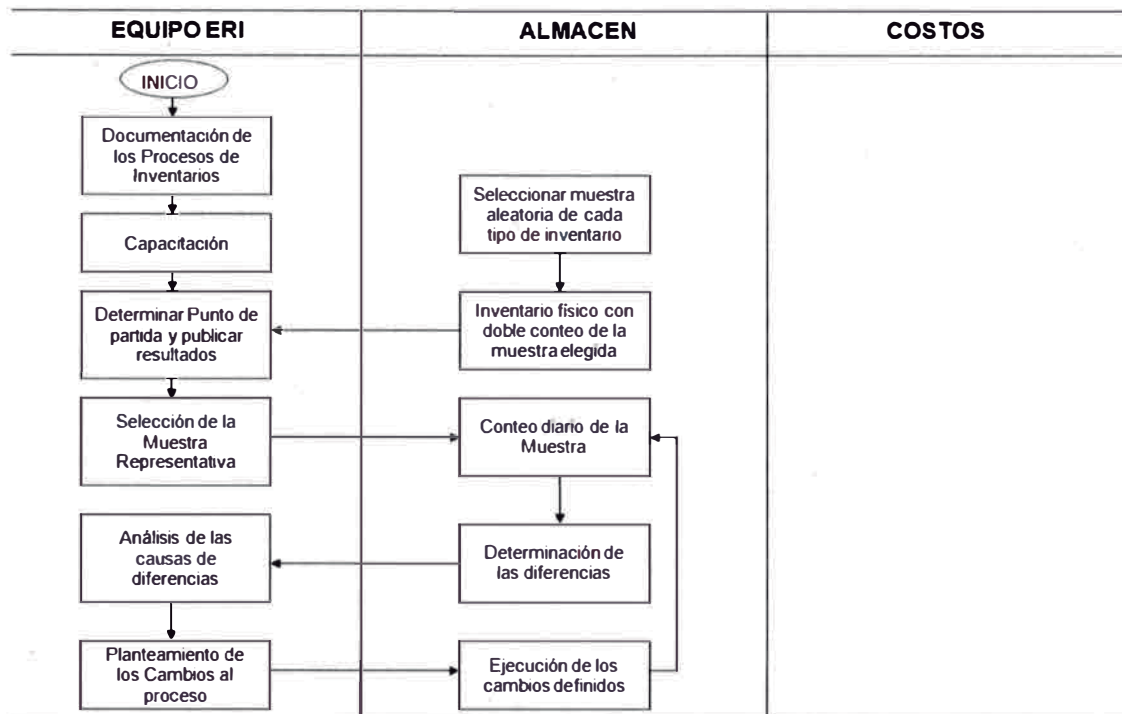 EQUIPO ERI
ALMACEN
COSTOS
INICIO
Documentación de
los Procesos de
Inventarios
Seleccionar muestra
aleatoria de cada
tipo de inventario
Capacitación
Determinar Punto de
partida y publicar
resultados
Inventario físico con
doble conteo de la
muestra elegida
Selección de la
Muestra
Representativa
Conteo diario de la
Muestra
Análisis de las
causas de
diferencias
Determinación de
las diferencias
Planteamiento de
los Cambios al
proceso
Ejecución de los
cambios definidos